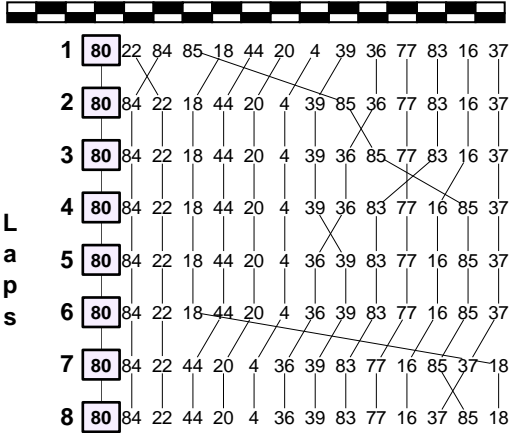 1 80 22 84 85 18 44 20 4 39 36 77 83 16 37
2 80 84 22 18 44 20 4 39 85 36 77 83 16 37
3 80 84 22 18 44 20 4 39 36 85 77 83 16 37
4 80 84 22 18 44 20 4 39 36 83 77 16 85 37
5 80 84 22 18 44 20 4 36 39 83 77 16 85 37
6 80 84 22 18 44 20 4 36 39 83 77 16 85 37
7 80 84 22 44 20 4 36 39 83 77 16 85 37 18
8 80 84 22 44 20 4 36 39 83 77 16 37 85 18
Laps